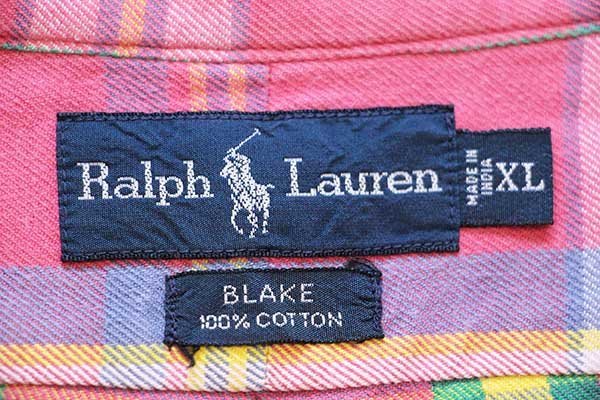 Ralph Lauren
MADE IN
INDIA
XL
BLAKE
100% COTTON